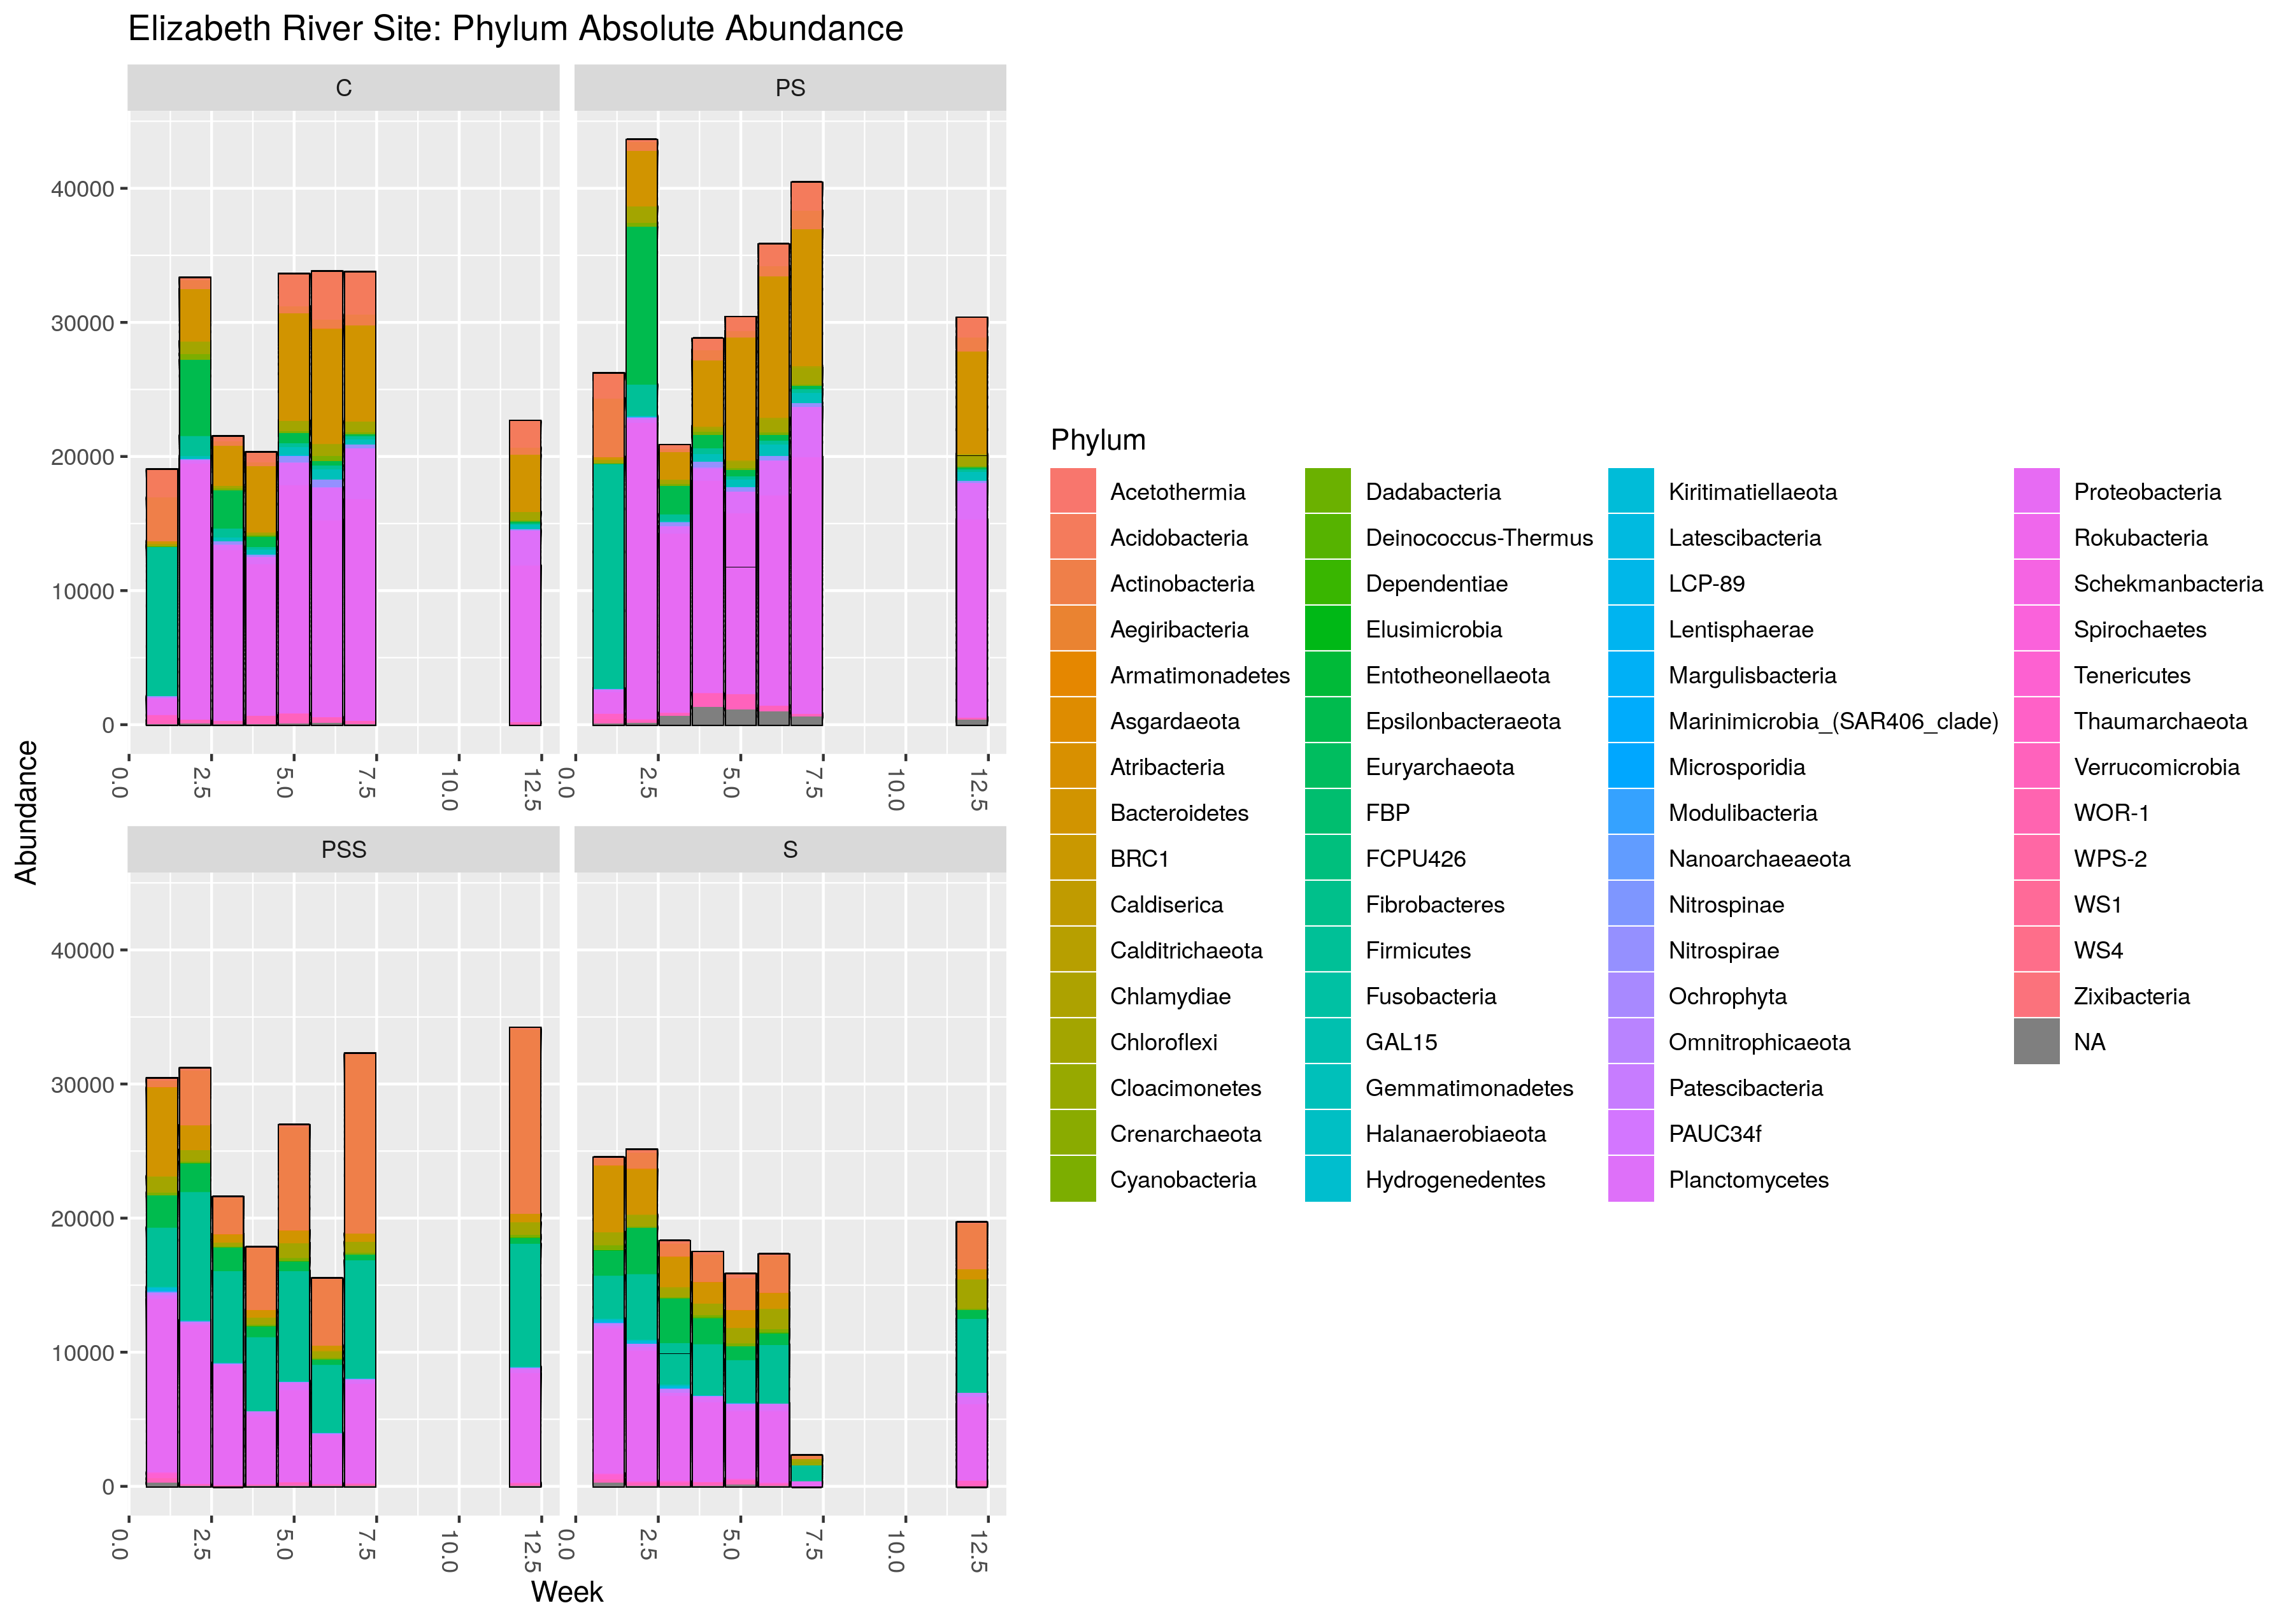 Elizabeth River Site: Phylum Absolute Abundance
C
PS
40000
30000
20000
10000
0
0.0
2.5
5.0
7.5
10.0
12.5
0.0
2.5
5.0
7.5
10.0
12.5
PSS
S
40000
30000
20000
10000
0
0.0
2.5
5.0
7.5
10.0
12.5
0.0
2.5
5.0
7.5
10.0
12.5
Abundance
Week
Phylum
Acetothermia
Acidobacteria
Actinobacteria
Aegiribacteria
Armatimonadetes
Asgardaeota
Atribacteria
Bacteroidetes
BRC1
Caldiserica
Calditrichaeota
Chlamydiae
Chloroflexi
Cloacimonetes
Crenarchaeota
Cyanobacteria
Dadabacteria
Deinococcus-Thermus
Dependentiae
Elusimicrobia
Entotheonellaeota
Epsilonbacteraeota
Euryarchaeota
FBP
FCPU426
Fibrobacteres
Firmicutes
Fusobacteria
GAL15
Gemmatimonadetes
Halanaerobiaeota
Hydrogenedentes
Kiritimatiellaeota
Latescibacteria
LCP-89
Lentisphaerae
Margulisbacteria
Marinimicrobia_(SAR406_clade)
Microsporidia
Modulibacteria
Nanoarchaeaeota
Nitrospinae
Nitrospirae
Ochrophyta
Omnitrophicaeota
Patescibacteria
PAUC34f
Planctomycetes
Proteobacteria
Rokubacteria
Schekmanbacteria
Spirochaetes
Tenericutes
Thaumarchaeota
Verrucomicrobia
WOR-1
WPS-2
WS1
WS4
Zixibacteria
NA